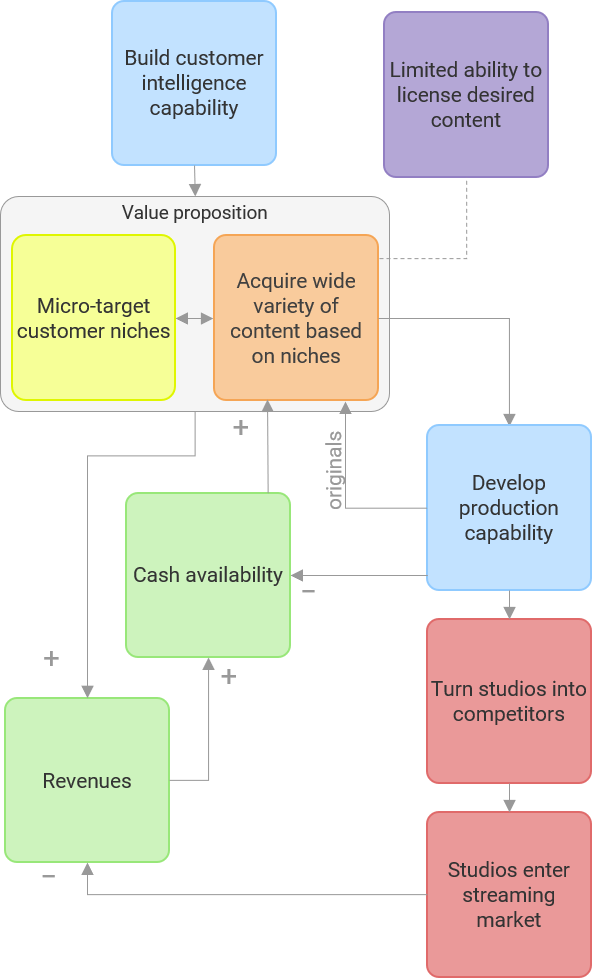 Build customer
intelligence
capability
Limited ability to
license desired
content
Value proposition
Micro-target
customer niches
Acquire wide
variety of
content based
on niches
+
originals
Develop
production
capability
Cash availability
−
+
+
Turn studios into
competitors
Revenues
−
Studios enter
streaming
market